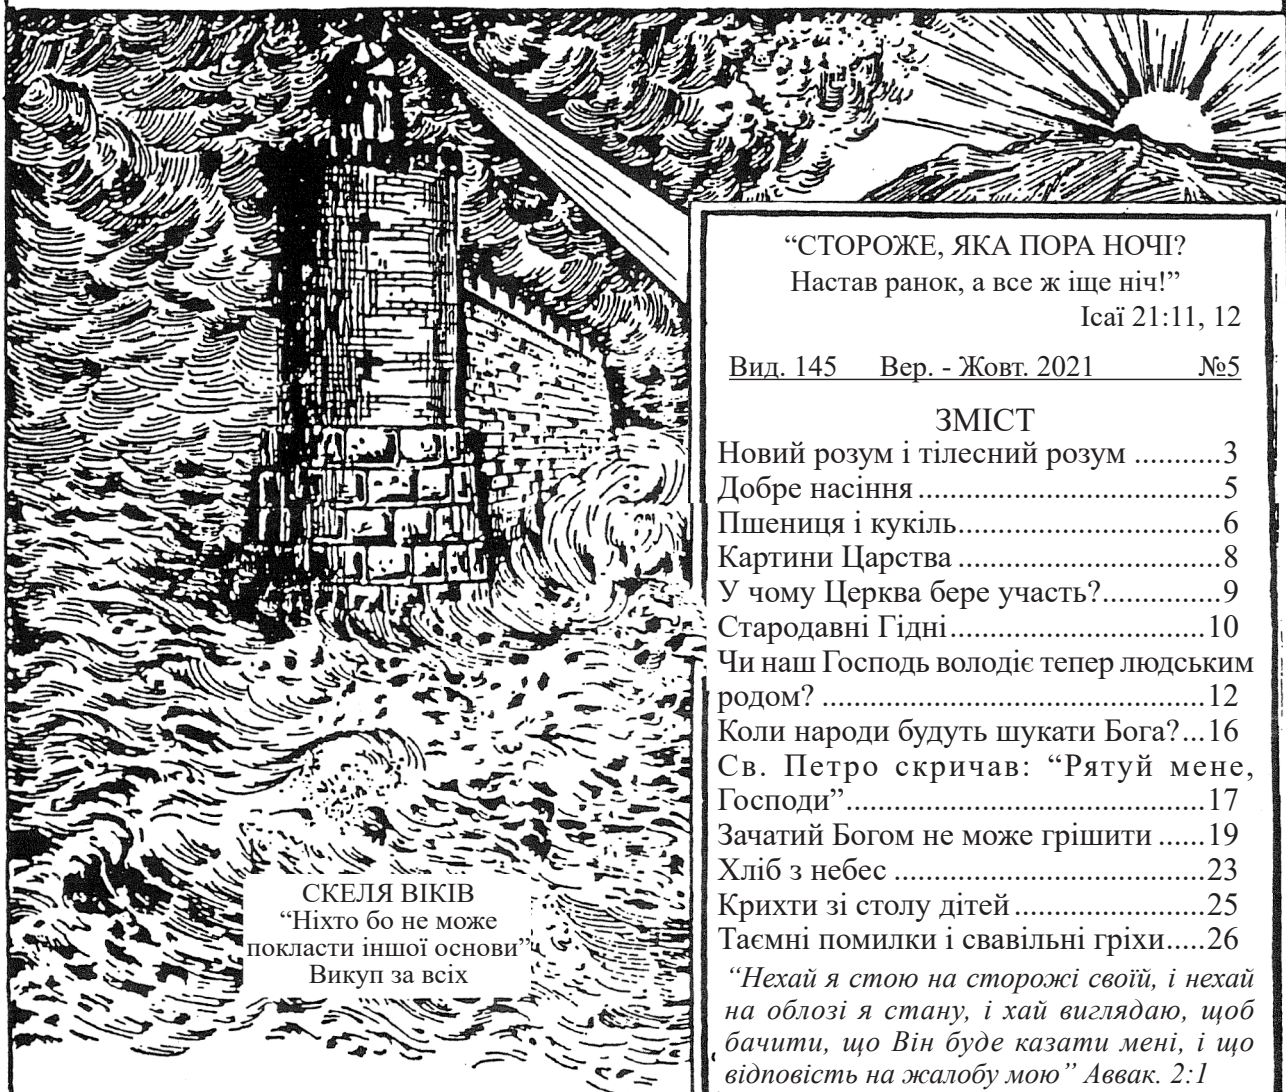 “СТОРОЖЕ, ЯКА ПОРА НОЧІ?
Настав ранок, а все ж іще ніч!”
Ісаї 21:11, 12
Вид. 145 Вер. - Жовт. 2021 №5
ЗМІСТ
Новий розум і тілесний розум ...........3
Добре насіння.......................................5
Пшениця і кукіль..................................6
Картини Царства ..................................8
У чому Церква бере участь?...............9
Стародавні Гідні.................................10
Чи наш Господь володіє тепер людським
родом? .................................................12
Коли народи будуть шукати Бога?...16
Св. Петро скричав: “Рятуй мене,
Господи”..............................................17
Зачатий Богом не може грішити ......19
Хліб з небес ........................................23
Крихти зі столу дітей.........................25
Таємні помилки і свавільні гріхи.....26
“Нехай я стою на сторожі своїй, і нехай
на облозі я стану, і хай виглядаю, щоб
бачити, що Він буде казати мені, і що
відповість на жалобу мою” Аввак. 2:1
СКЕЛЯ ВІКІВ
“Ніхто бо не може
покласти іншої основи”
Викуп за всіх